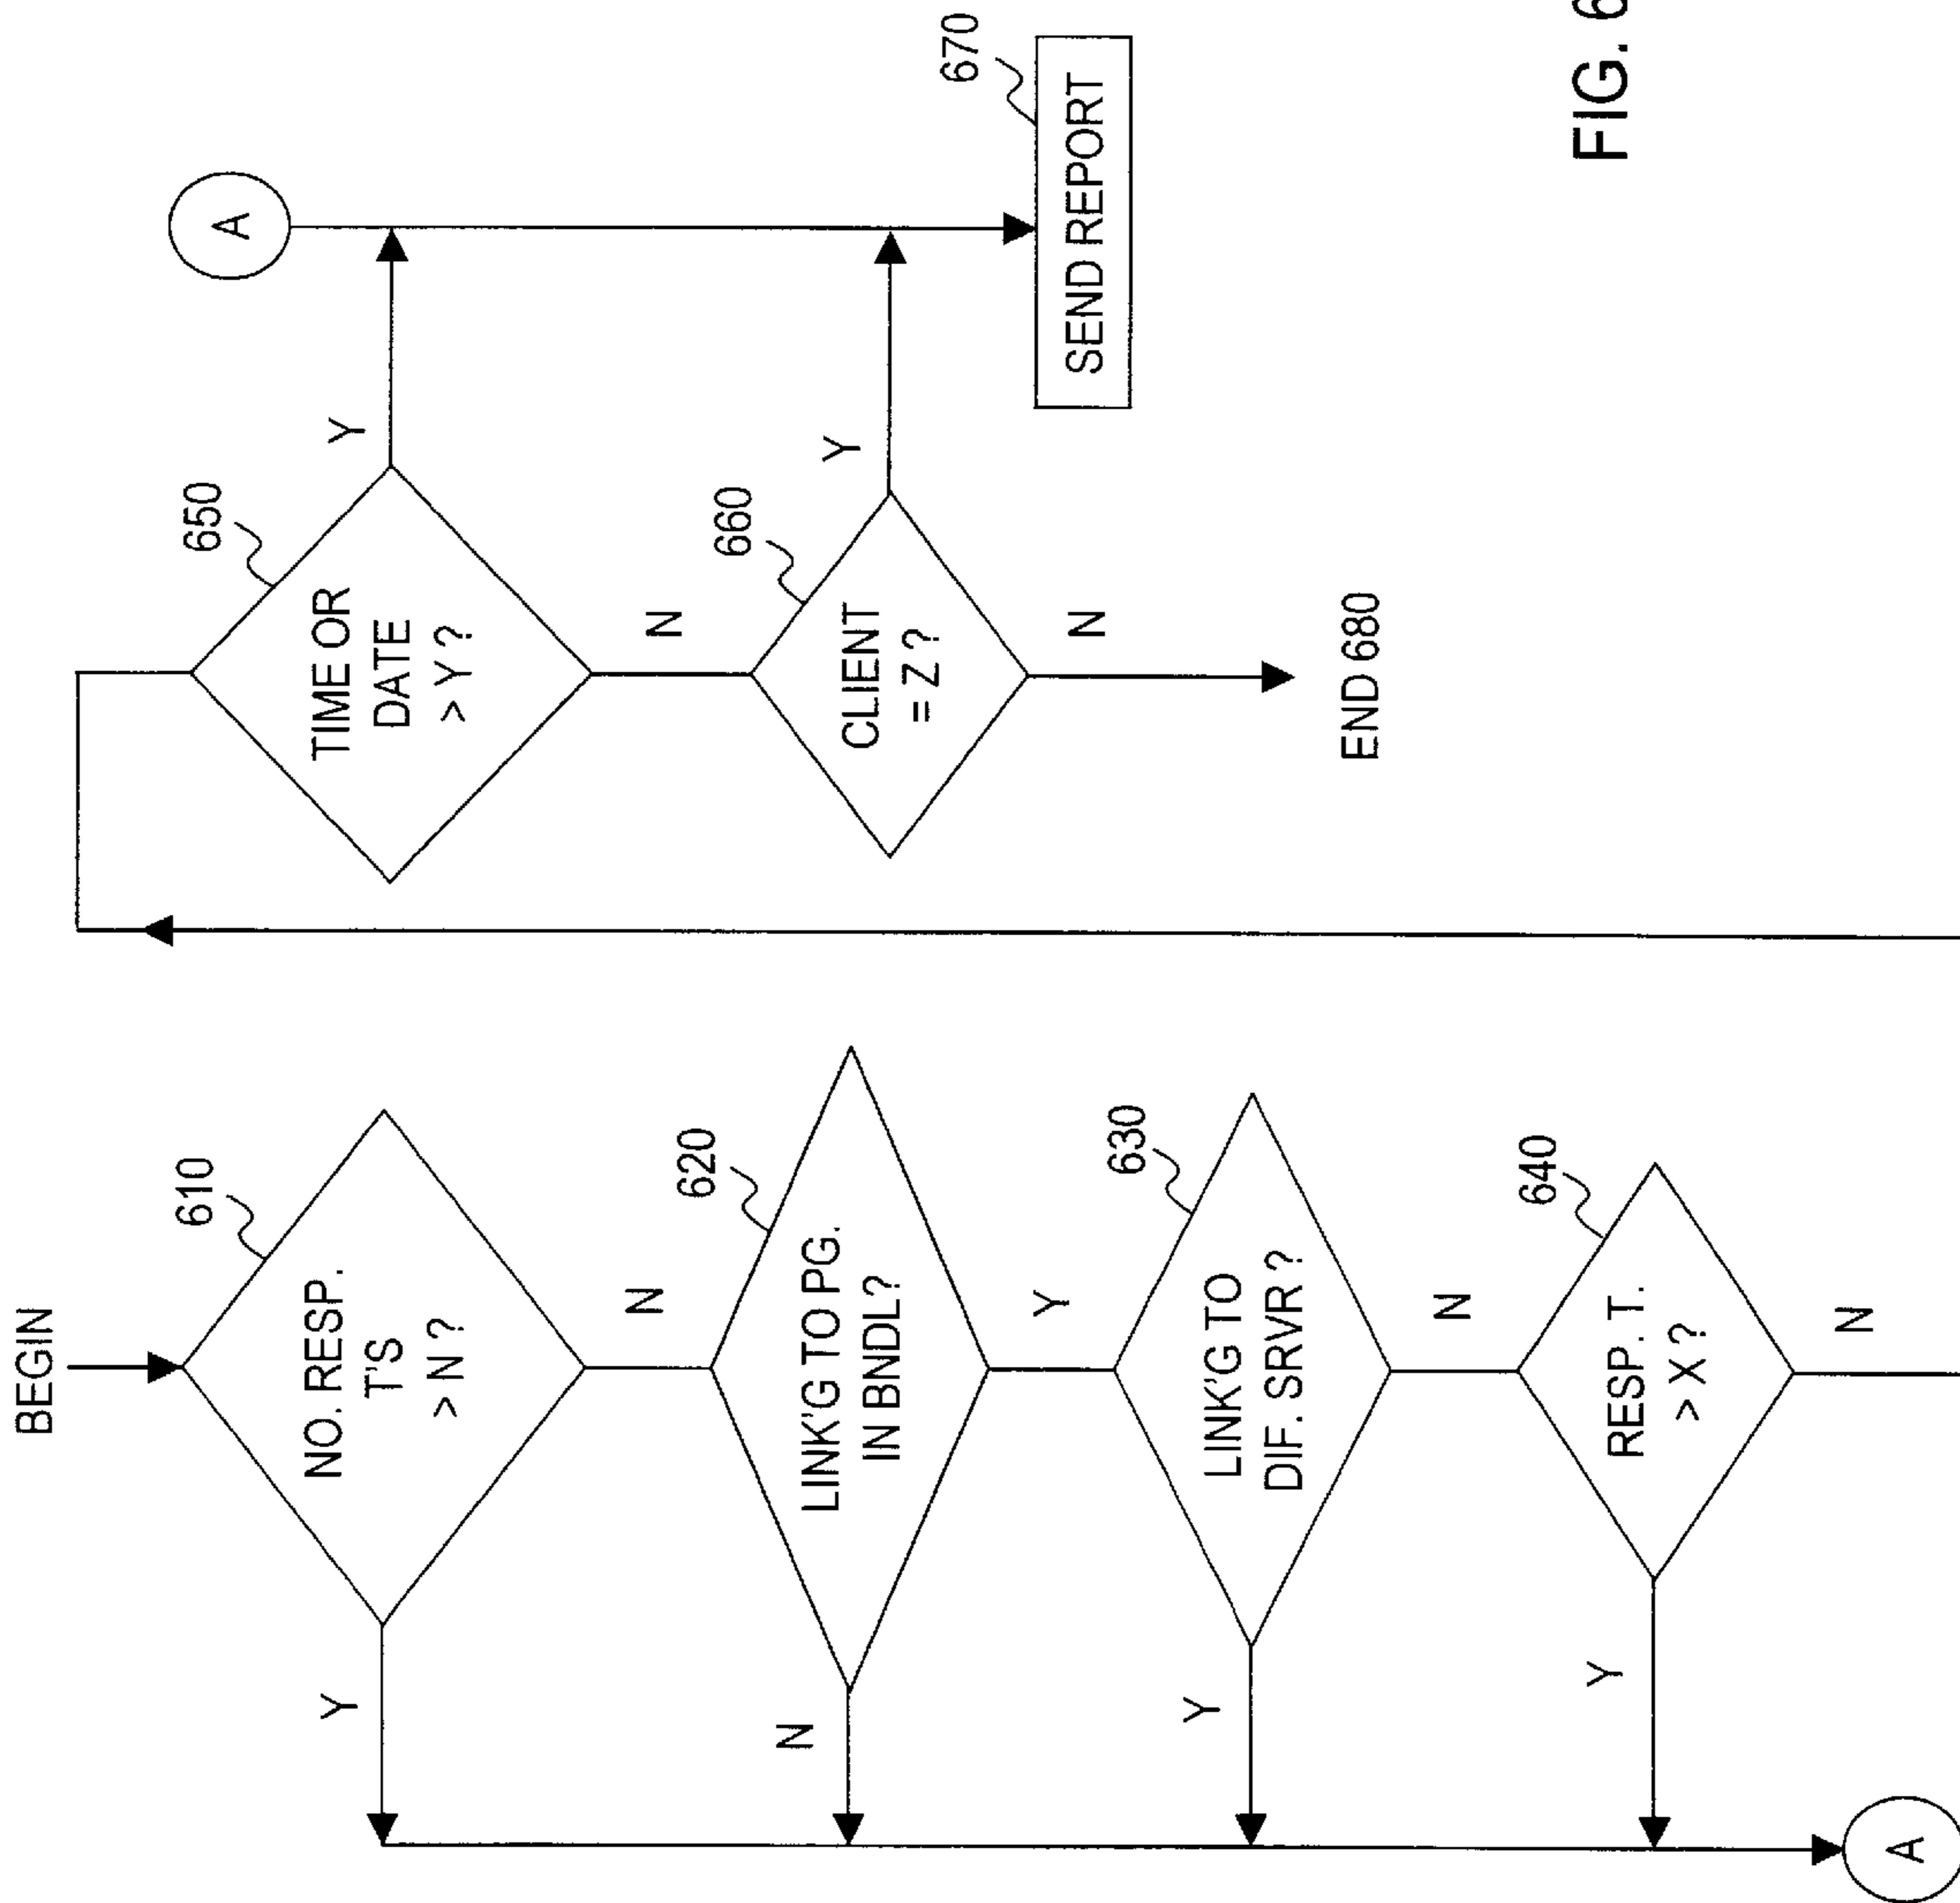 BEGIN
610
NO. RESP.
T'S
> N ?
Y
N
620
LINK'G TO PG.
IN BNDL?
N
Y
630
LINK'G TO
DIF. SRVR ?
Y
N
640
RESP. T.
> X ?
Y
N
A
650
TIME OR
DATE
> Y ?
Y
N
660
CLIENT
= Z ?
Y
N
END 680
A
670
SEND REPORT
FIG. 6